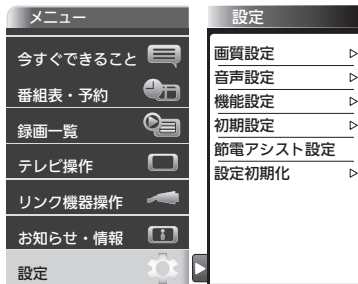 メニュー
今すぐできること
番組表・予約
録画一覧
テレビ操作
リンク機器操作
お知らせ・情報
設定
設定
画質設定
音声設定
機能設定
初期設定
節電アシスト設定
設定初期化